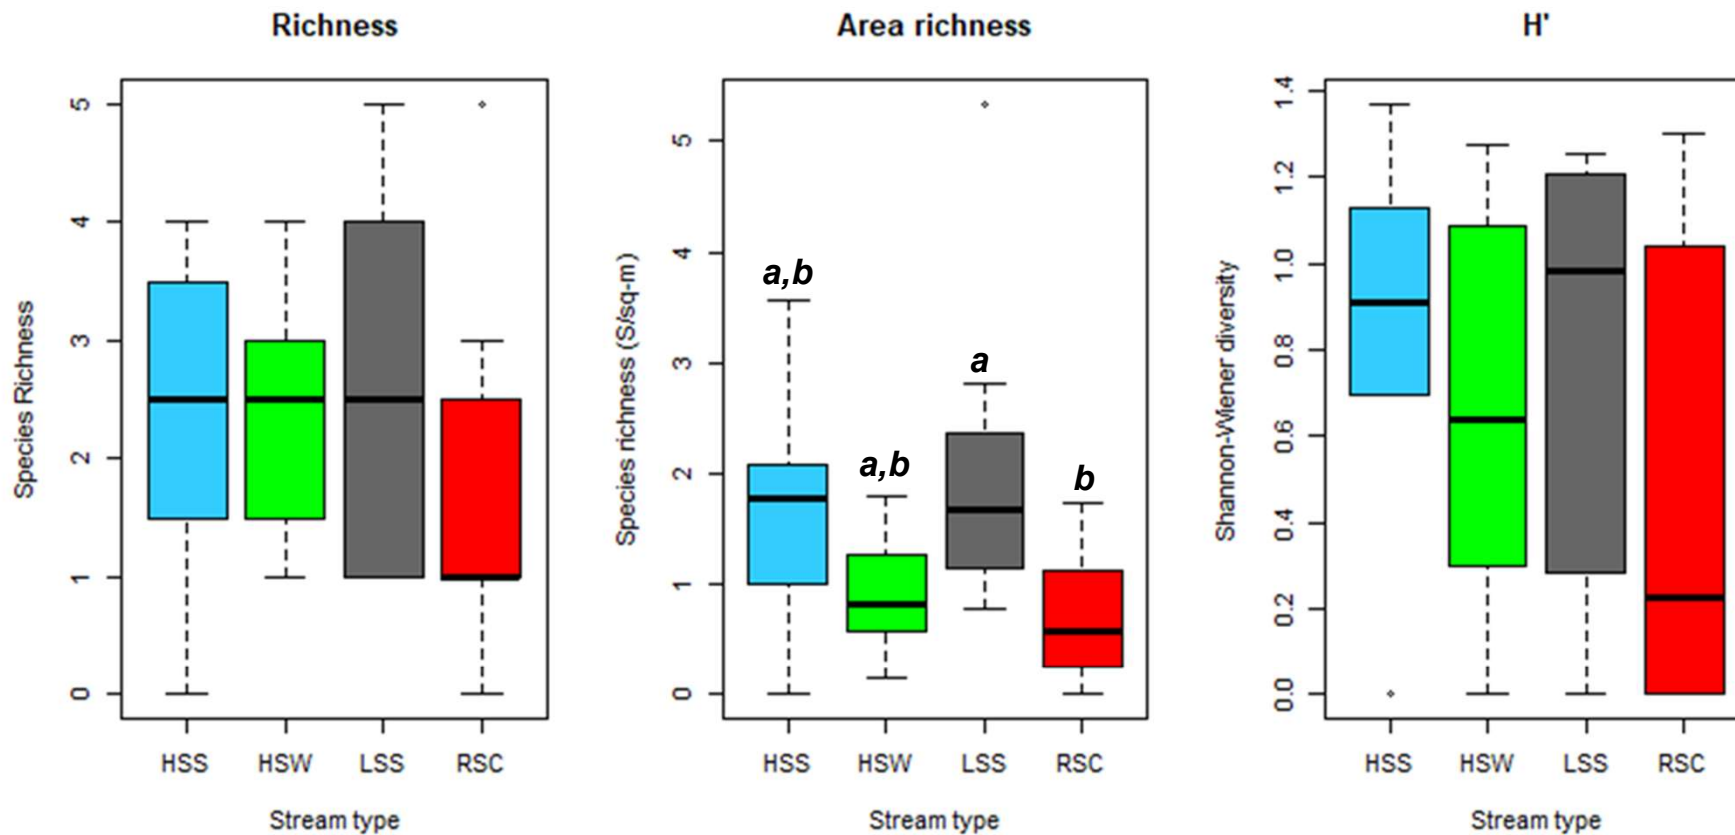 Richness
Species Richness
5
4
3
2
1
0
HSS HSW LSS RSC
Stream type
Area richness
Species richness (S/sq-m)
5
4
3
2
1
0
a,b
a,b
a
b
HSS HSW LSS RSC
Stream type
H'
Shannon-Wiener diversity
1.4
1.2
1.0
0.8
0.6
0.4
0.2
0.0
HSS HSW LSS RSC
Stream type